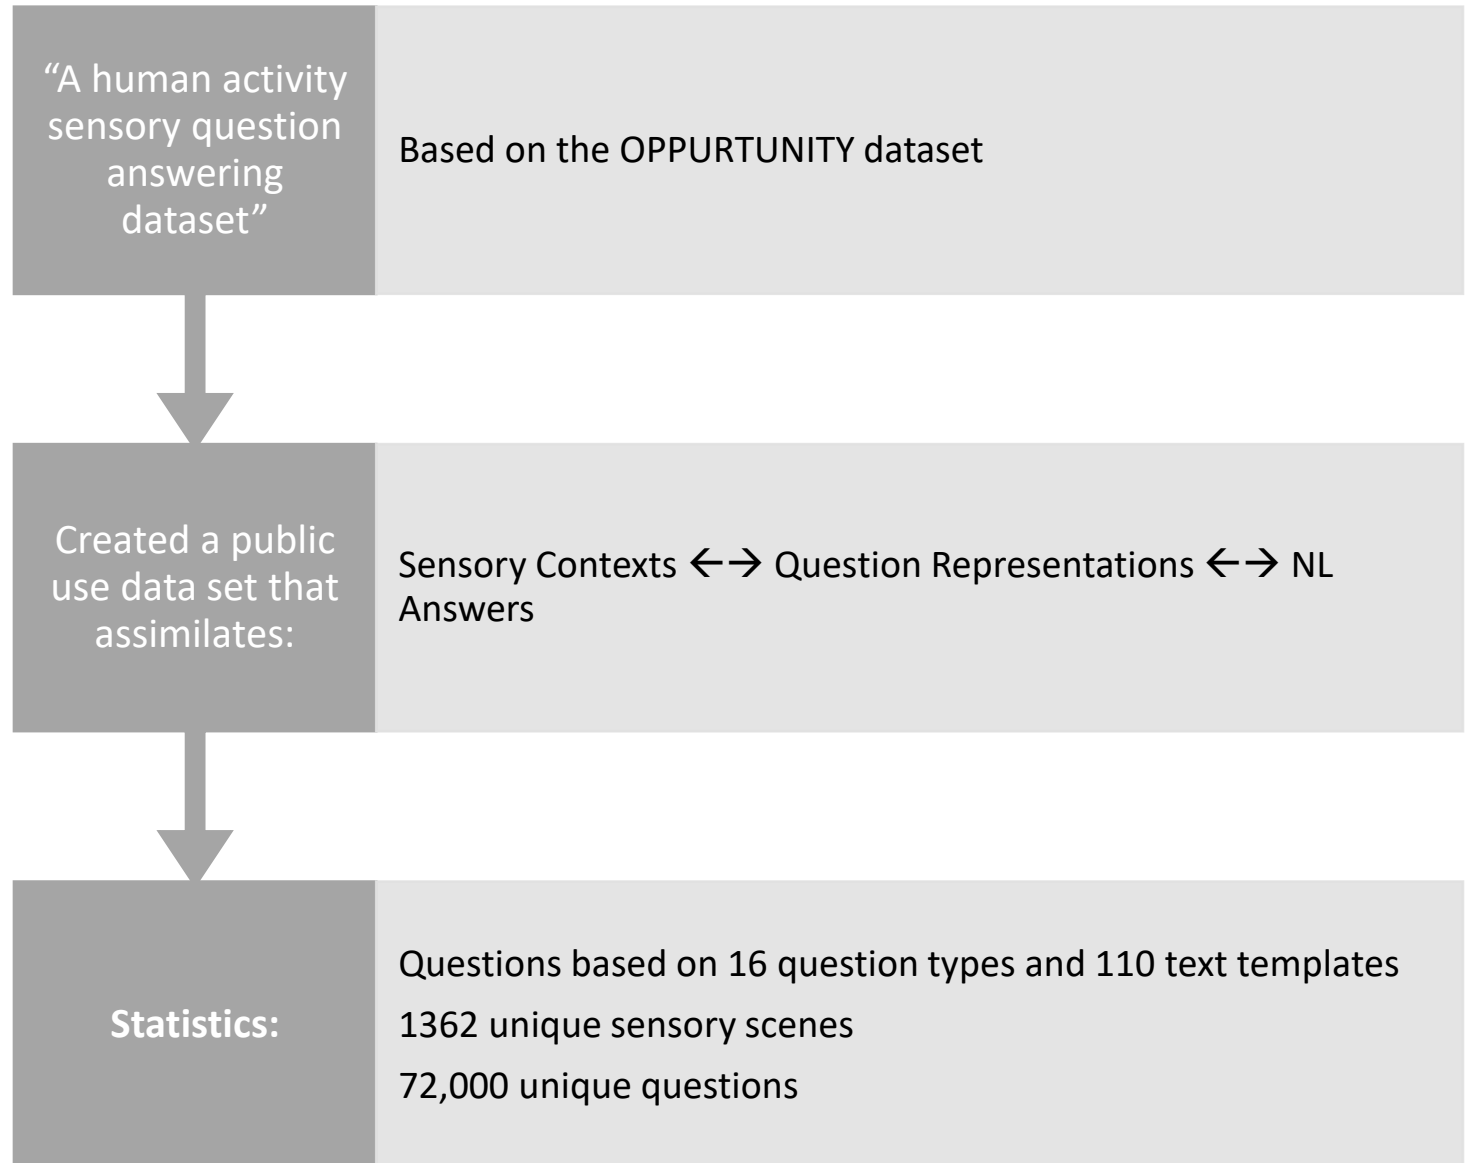 “A human activity
sensory question
answering
dataset”
Based on the OPPURTUNITY dataset
Created a public
use data set that
assimilates:
Sensory Contexts ←→ Question Representations ←→ NL
Answers
Statistics:
Questions based on 16 question types and 110 text templates
1362 unique sensory scenes
72,000 unique questions